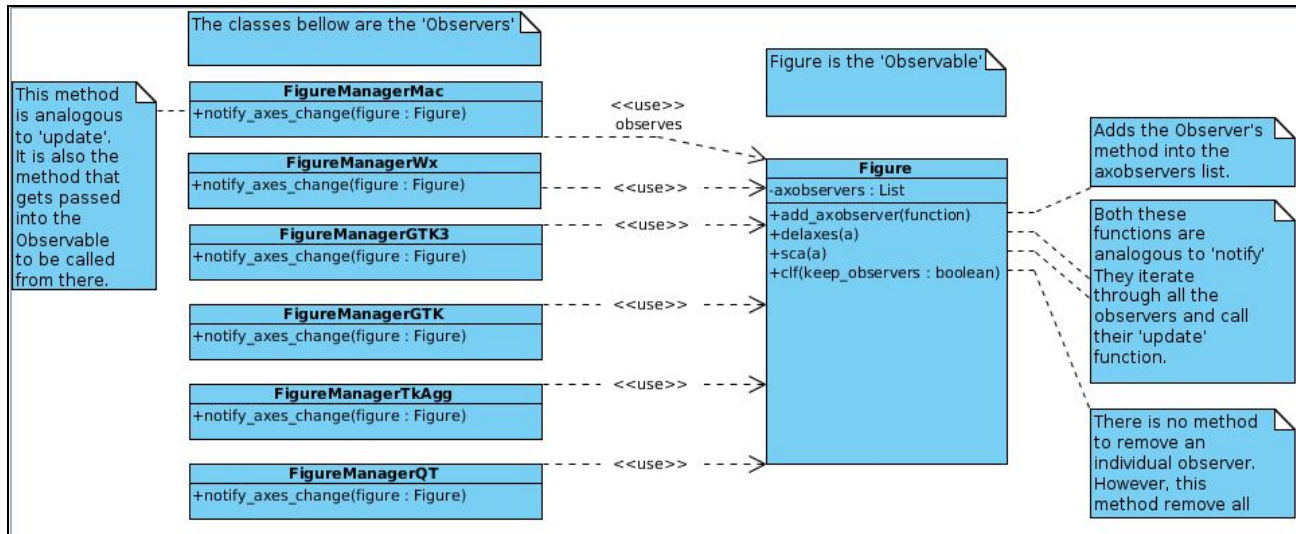 The classes bellow are the 'Observers'
Figure is the 'Observable'
This method
is analogous
to 'update'.
It is also the
method that
gets passed
into the
Observable
to be called
from there.
FigureManagerMac
+notify_axes_change(figure : Figure)
<<use>>
observes
FigureManagerWx
+notify_axes_change(figure : Figure)
<<use>>
FigureManagerGTK3
+notify_axes_change(figure : Figure)
<<use>>
FigureManagerGTK
+notify_axes_change(figure : Figure)
<<use>>
FigureManagerTkAgg
+notify_axes_change(figure : Figure)
<<use>>
FigureManagerQT
+notify_axes_change(figure : Figure)
<<use>>
Figure
-axobservers : List
+add_axobserver(function)
+delaxes(a)
+sca(a)
+clf(keep_observers : boolean)
Adds the Observer's
method into the
axobservers list.
Both these
functions are
analogous to 'notify'
They iterate
through all the
observers and call
their 'update'
function.
There is no method
to remove an
individual observer.
However, this
method remove all